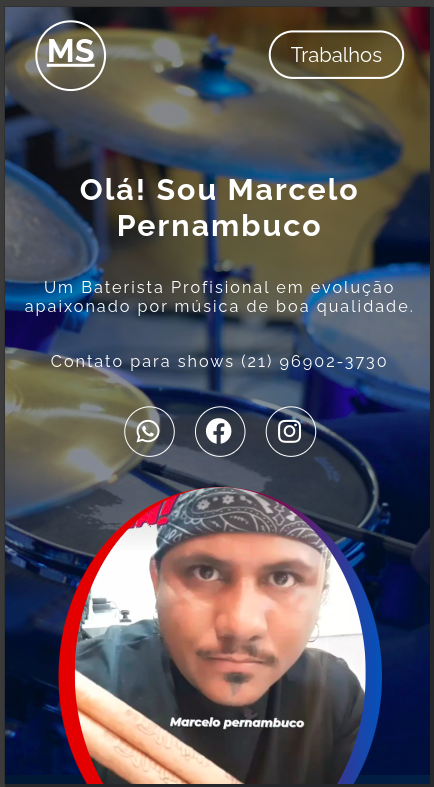 MS
Trabalhos
Olá! Sou Marcelo
Pernambuco
Um Baterista Profisional em evolução
apaixonado por música de boa qualidade.
Contato para shows (21) 96902-3730
Marcelo pernambuco